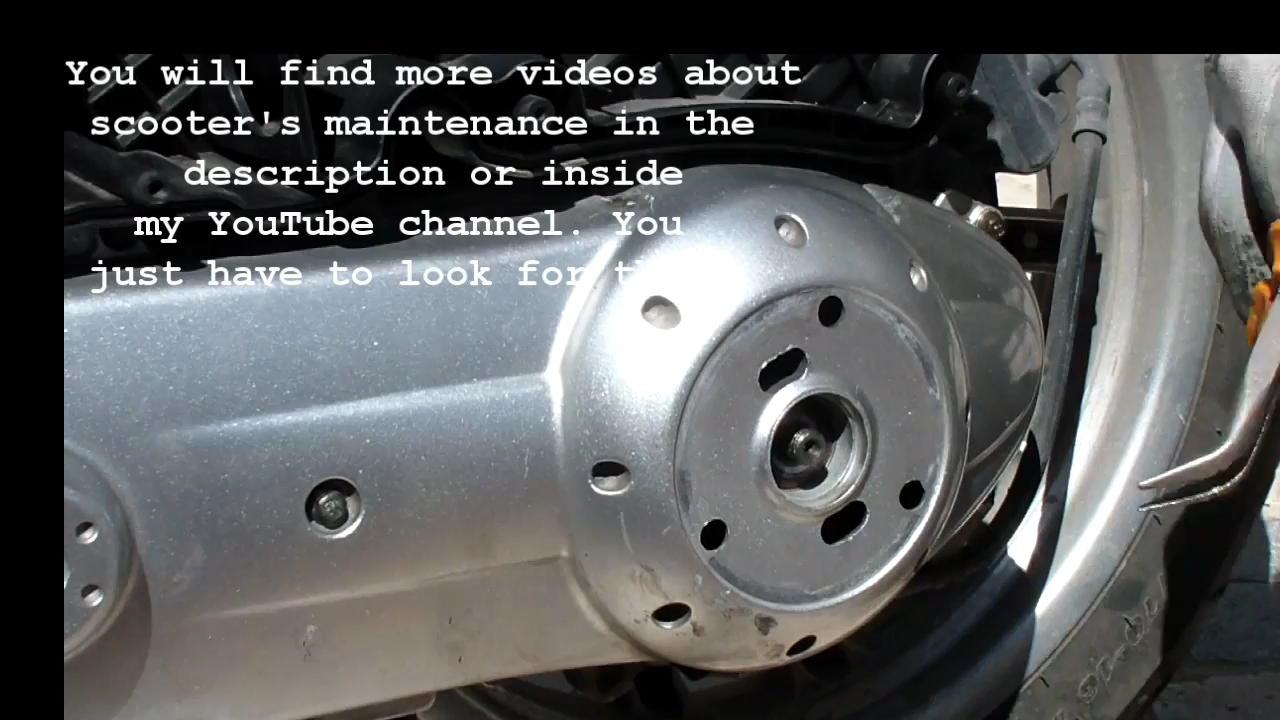 You will find more videos about
scooter's maintenance in the
description or inside
my YouTube channel. You
just have to look for